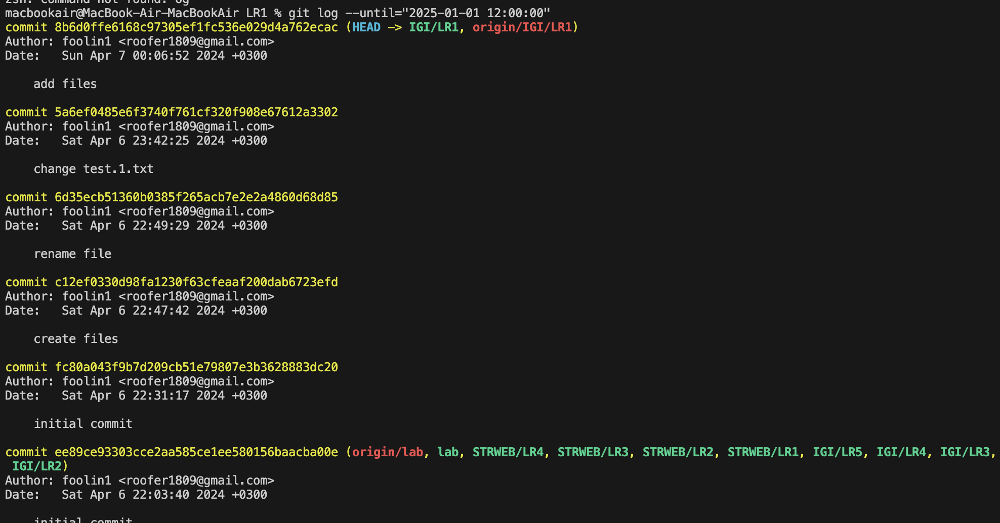 zsh: command not found: og
macbookair@MacBook-Air-MacBookAir LR1 % git log --until="2025-01-01 12:00:00"
commit 8b6d0ffe6168c97305ef1fc536e029d4a762ecac (HEAD -> IGI/LR1, origin/IGI/LR1)
Author: foolin1 <roofer1809@gmail.com>
Date:   Sun Apr 7 00:06:52 2024 +0300
    add files
commit 5a6ef0485e6f3740f761cf320f908e67612a3302
Author: foolin1 <roofer1809@gmail.com>
Date:   Sat Apr 6 23:42:25 2024 +0300
    change test.1.txt
commit 6d35ecb51360b0385f265acb7e2e2a4860d68d85
Author: foolin1 <roofer1809@gmail.com>
Date:   Sat Apr 6 22:49:29 2024 +0300
    rename file
commit c12ef0330d98fa1230f63cfeaaf200dab6723efd
Author: foolin1 <roofer1809@gmail.com>
Date:   Sat Apr 6 22:47:42 2024 +0300
    create files
commit fc80a043f9b7d209cb51e79807e3b3628883dc20
Author: foolin1 <roofer1809@gmail.com>
Date:   Sat Apr 6 22:31:17 2024 +0300
    initial commit
commit ee89ce93303cce2aa585ce1ee580156baacba00e (origin/lab, lab, STRWEB/LR4, STRWEB/LR3, STRWEB/LR2, STRWEB/LR1, IGI/LR5, IGI/LR4, IGI/LR3,
 IGI/LR2)
Author: foolin1 <roofer1809@gmail.com>
Date:   Sat Apr 6 22:03:40 2024 +0300
    initial commit